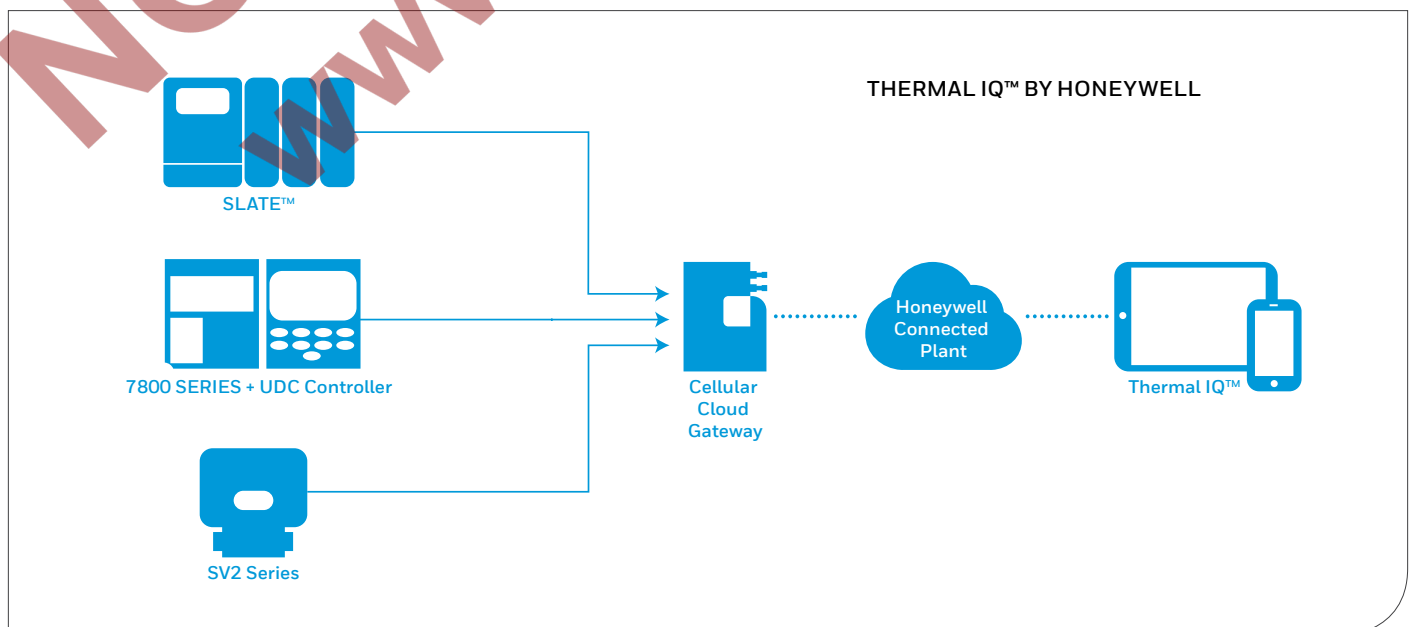 THERMAL IQ™ BY HONEYWELL
SLATE™
7800 SERIES + UDC Controller
SV2 Series
Cellular
Cloud
Gateway
Honeywell
Connected
Plant
Thermal IQ™